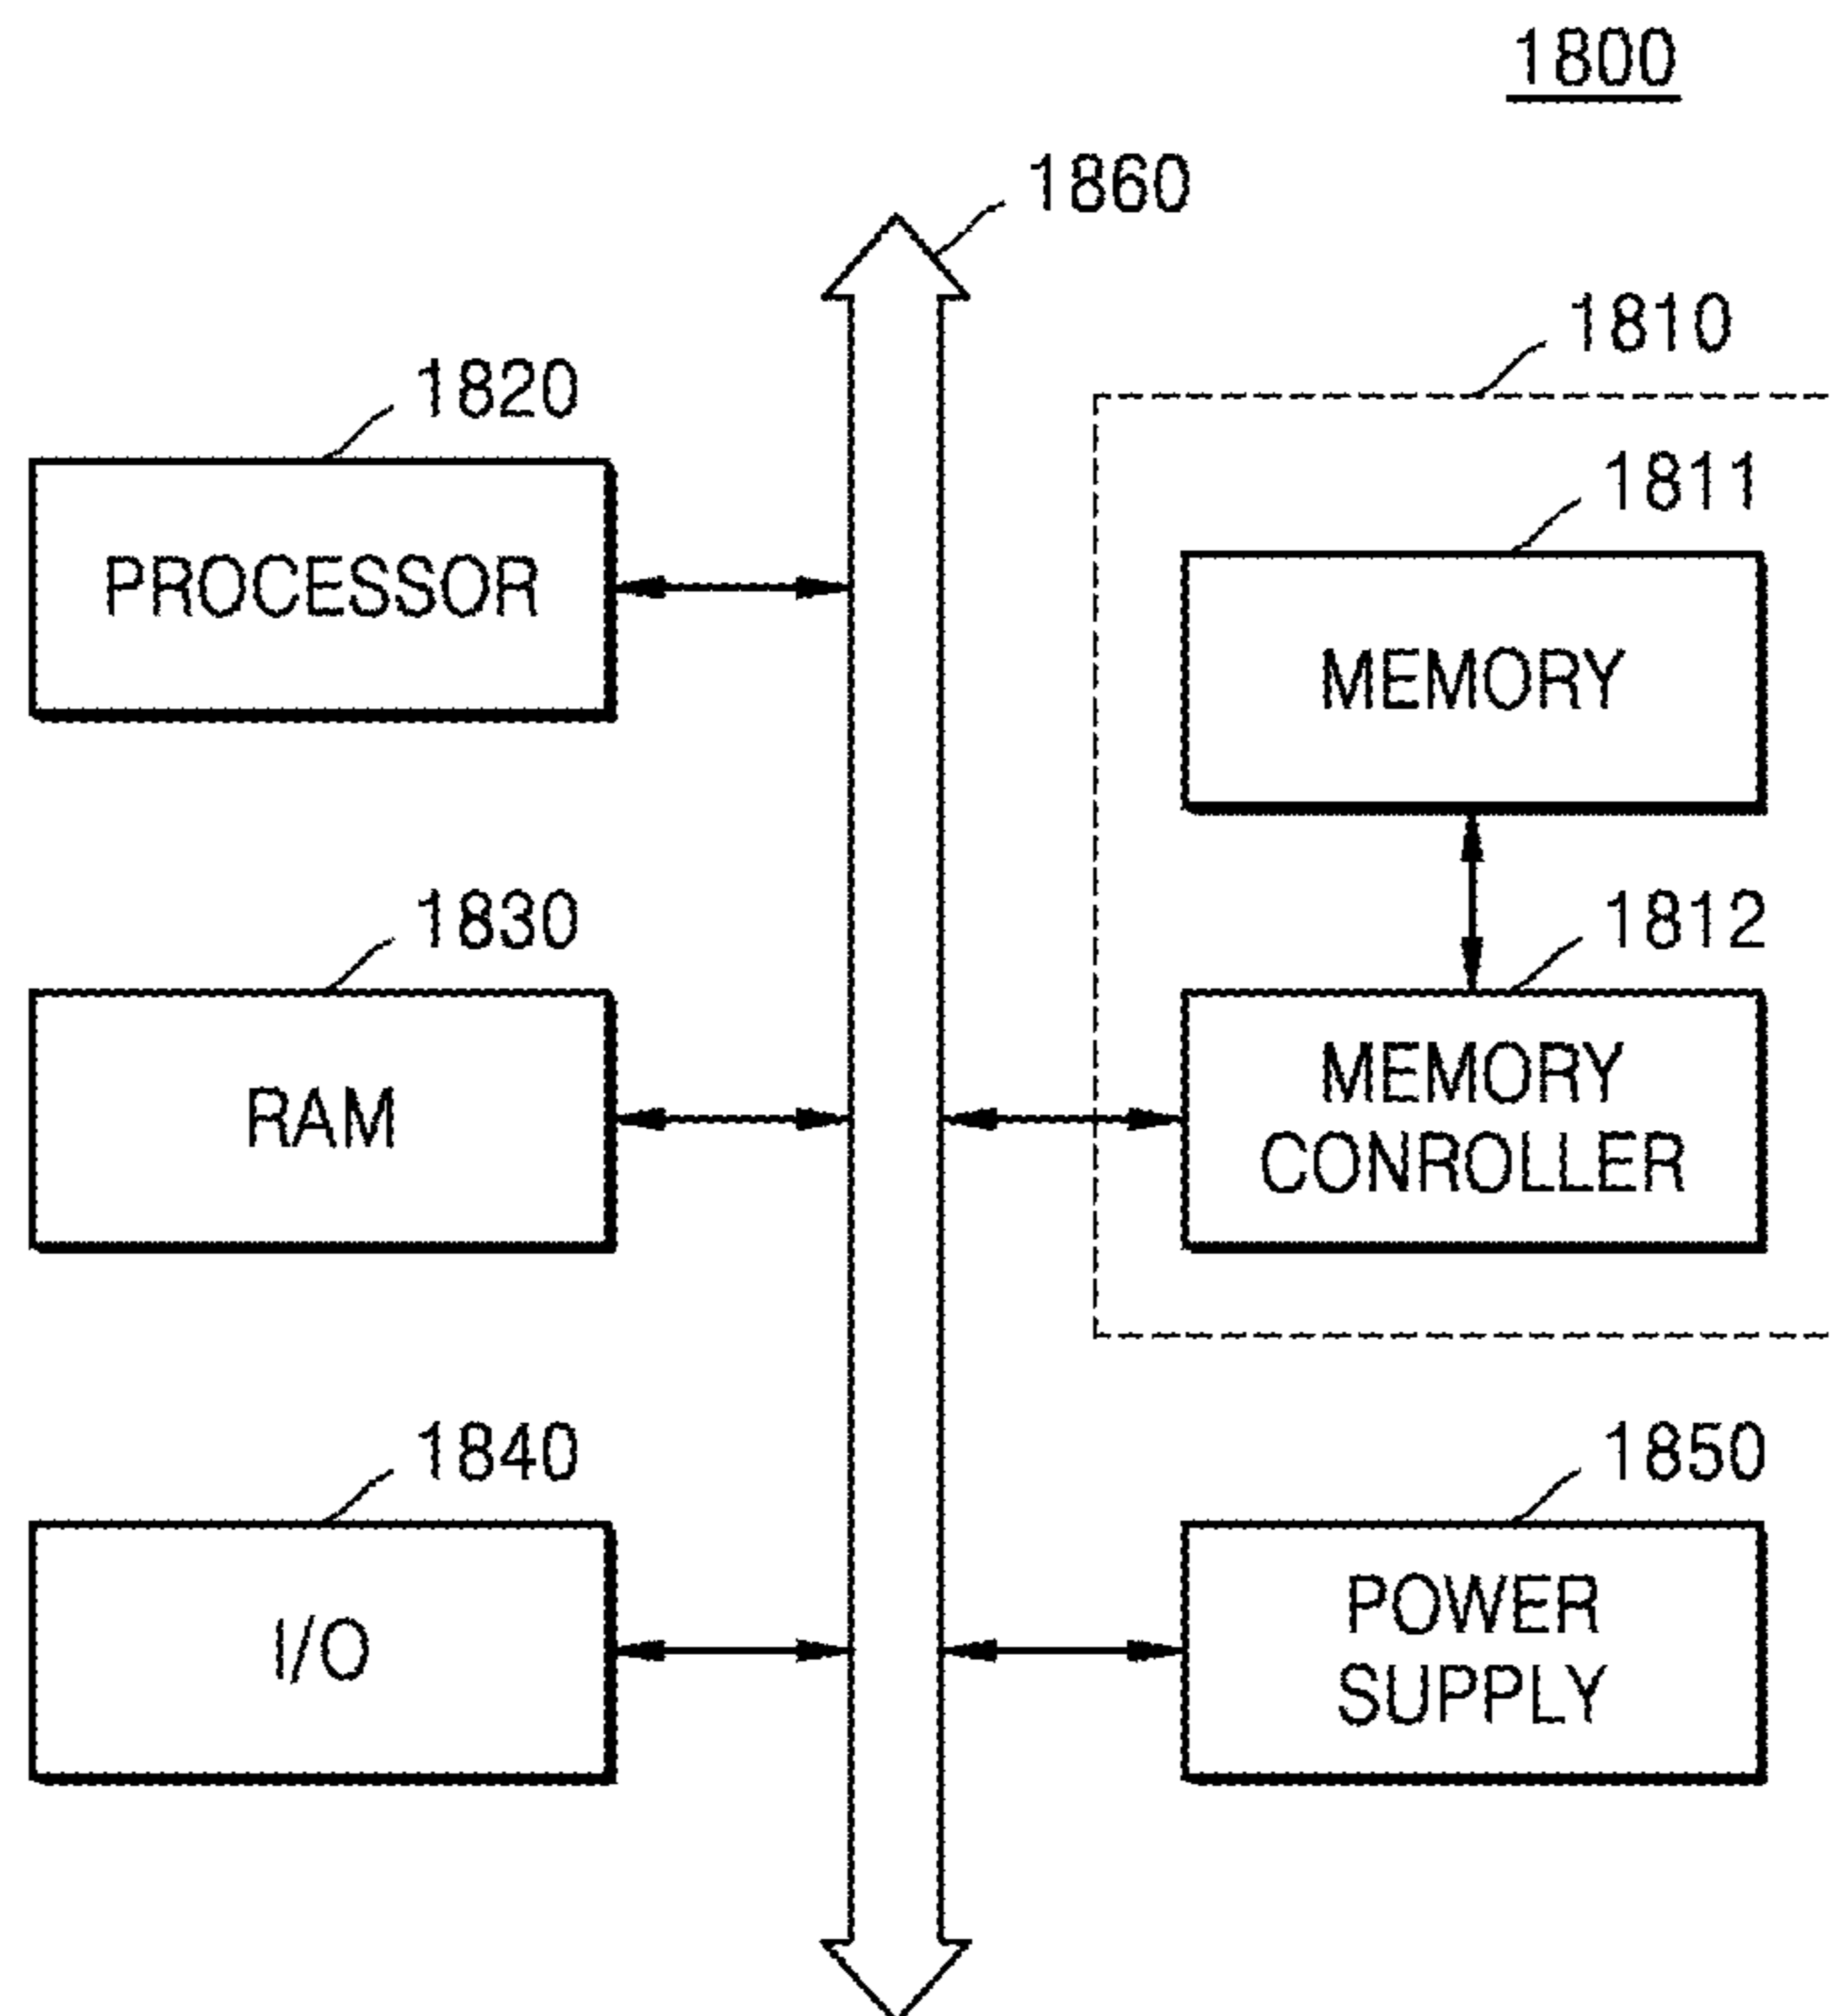 1800
1860
1810
1820
1811
PROCESSOR
MEMORY
1830
1812
RAM
MEMORY
CONROLLER
1840
1850
I/O
POWER
SUPPLY